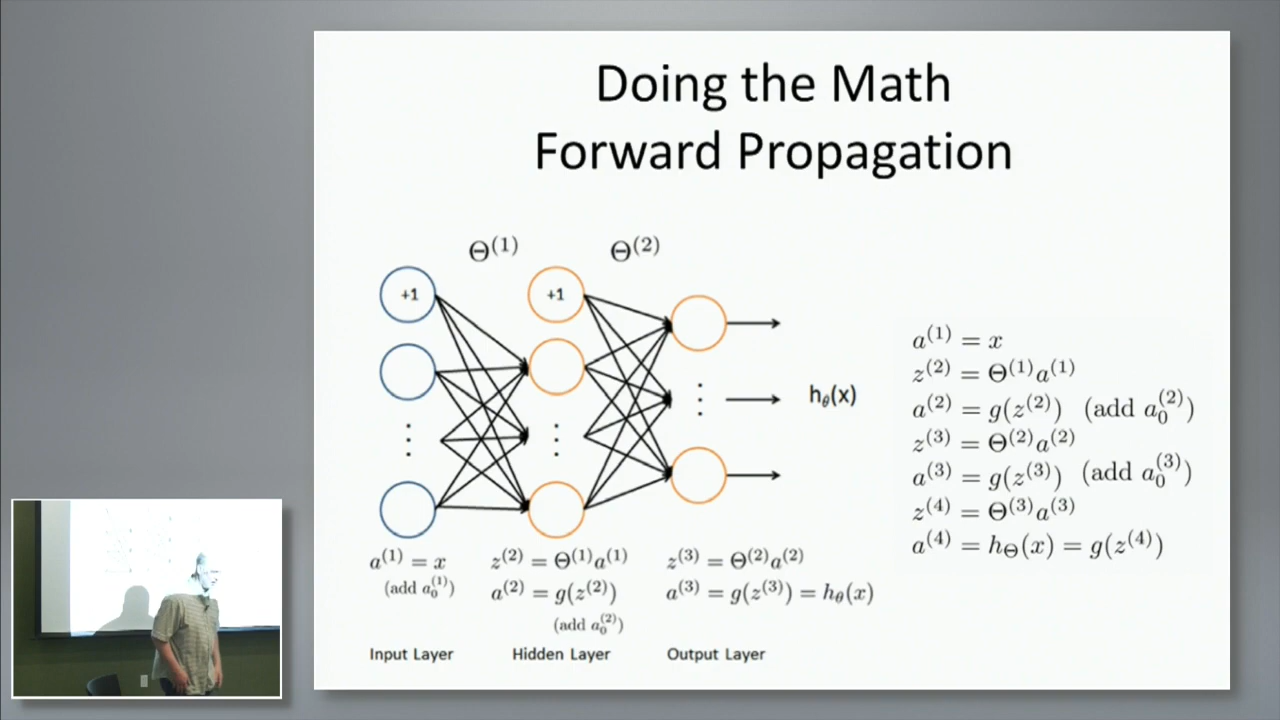 Doing the Math
Forward Propagation
Θ^(1)
Θ^(2)
+1
+1
h_θ(x)
a^(1) = x
(add a_0^(1))
z^(2) = Θ^(1)a^(1)
a^(2) = g(z^(2))
(add a_0^(2))
z^(3) = Θ^(2)a^(2)
a^(3) = g(z^(3)) = h_θ(x)
Input Layer
Hidden Layer
Output Layer
a^(1) = x
z^(2) = Θ^(1)a^(1)
a^(2) = g(z^(2)) (add a_0^(2))
z^(3) = Θ^(2)a^(2)
a^(3) = g(z^(3)) (add a_0^(3))
z^(4) = Θ^(3)a^(3)
a^(4) = h_Θ(x) = g(z^(4))